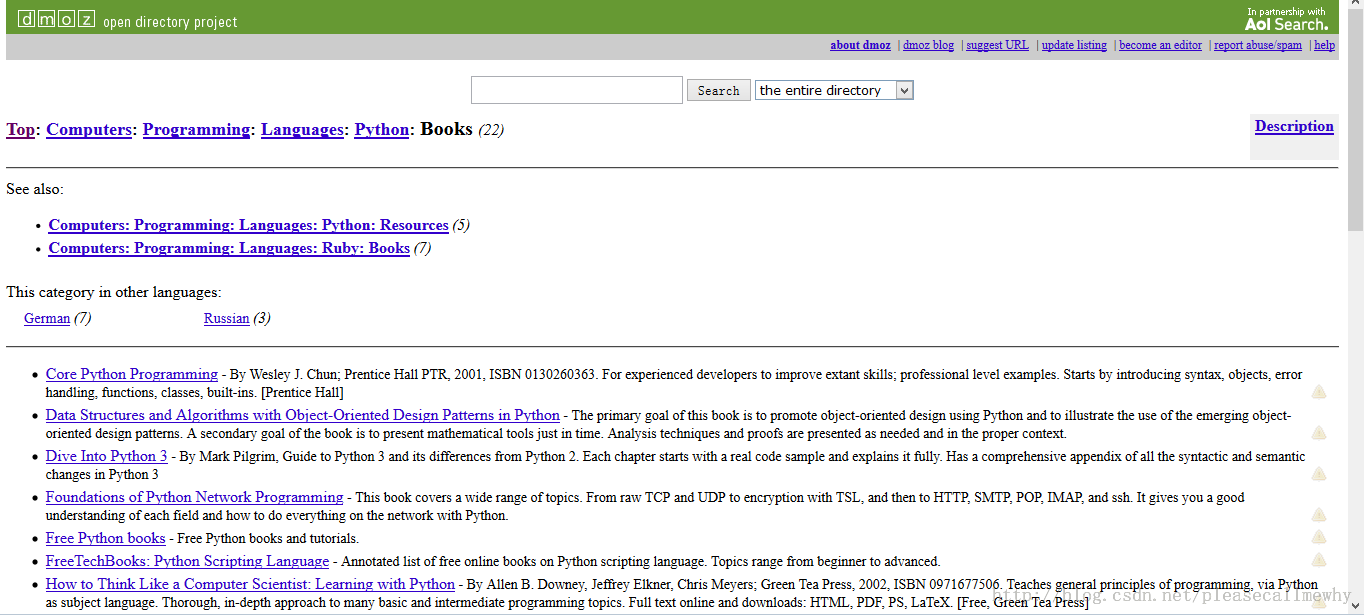 dmoz open directory project
In partnership with
Aol Search.
about dmoz | dmoz blog | suggest URL | update listing | become an editor | report abuse/spam | help
Search the entire directory
Top: Computers: Programming: Languages: Python: Books (22)
Description
See also:
• Computers: Programming: Languages: Python: Resources (5)
• Computers: Programming: Languages: Ruby: Books (7)
This category in other languages:
German (7) Russian (3)
• Core Python Programming - By Wesley J. Chun; Prentice Hall PTR, 2001, ISBN 0130260363. For experienced developers to improve extant skills; professional level examples. Starts by introducing syntax, objects, error
handling, functions, classes, built-ins. [Prentice Hall]
• Data Structures and Algorithms with Object-Oriented Design Patterns in Python - The primary goal of this book is to promote object-oriented design using Python and to illustrate the use of the emerging object-
oriented design patterns. A secondary goal of the book is to present mathematical tools just in time. Analysis techniques and proofs are presented as needed and in the proper context.
• Dive Into Python 3 - By Mark Pilgrim, Guide to Python 3 and its differences from Python 2. Each chapter starts with a real code sample and explains it fully. Has a comprehensive appendix of all the syntactic and semantic
changes in Python 3
• Foundations of Python Network Programming - This book covers a wide range of topics. From raw TCP and UDP to encryption with TSL, and then to HTTP, SMTP, POP, IMAP, and ssh. It gives you a good
understanding of each field and how to do everything on the network with Python.
• Free Python books - Free Python books and tutorials.
• FreeTechBooks: Python Scripting Language - Annotated list of free online books on Python scripting language. Topics range from beginner to advanced.
• How to Think Like a Computer Scientist: Learning with Python - By Allen B. Downey, Jeffrey Elkner, Chris Meyers; Green Tea Press, 2002, ISBN 0971677506. Teaches general principles of programming, via Python
as subject language. Thorough, in-depth approach to many basic and intermediate programming topics. Full text online and downloads: HTML, PDF, PS, LaTeX. [Free, Green Tea Press]
http://blog.csdn.net/pleasecallmewhy